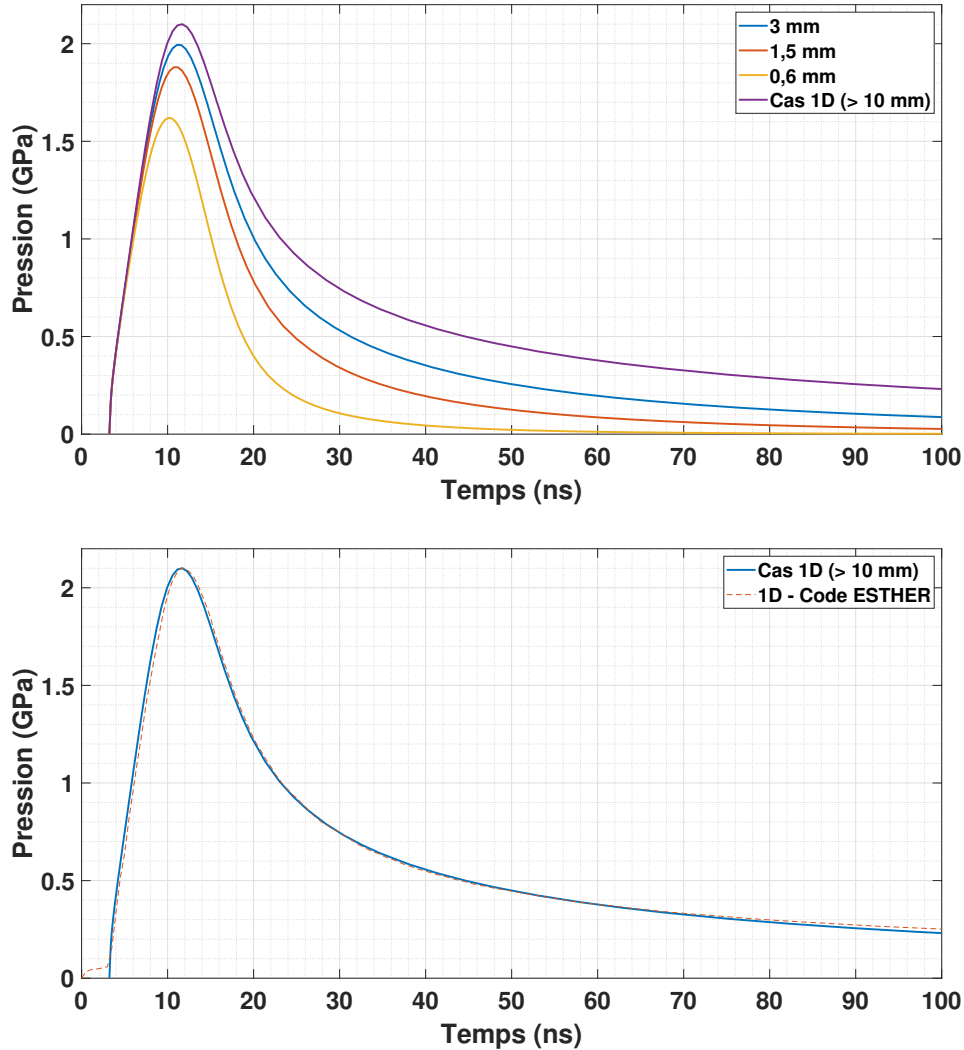 3 mm
1,5 mm
0,6 mm
Cas 1D (> 10 mm)
Pression (GPa)
2
1.5
1
0.5
0
0 10 20 30 40 50 60 70 80 90 100
Temps (ns)
Cas 1D (> 10 mm)
1D - Code ESTHER
Pression (GPa)
2
1.5
1
0.5
0
0 10 20 30 40 50 60 70 80 90 100
Temps (ns)